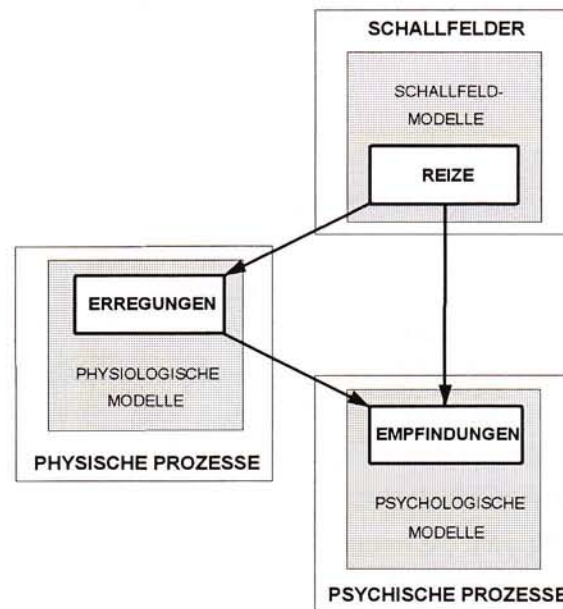 SCHALLFELDER
SCHALLFELD-
MODELLE
REIZE
ERREGUNGEN
PHYSIOLOGISCHE
MODELLE
PHYSISCHE PROZESSE
EMPFINDUNGEN
PSYCHOLOGISCHE
MODELLE
PSYCHISCHE PROZESSE